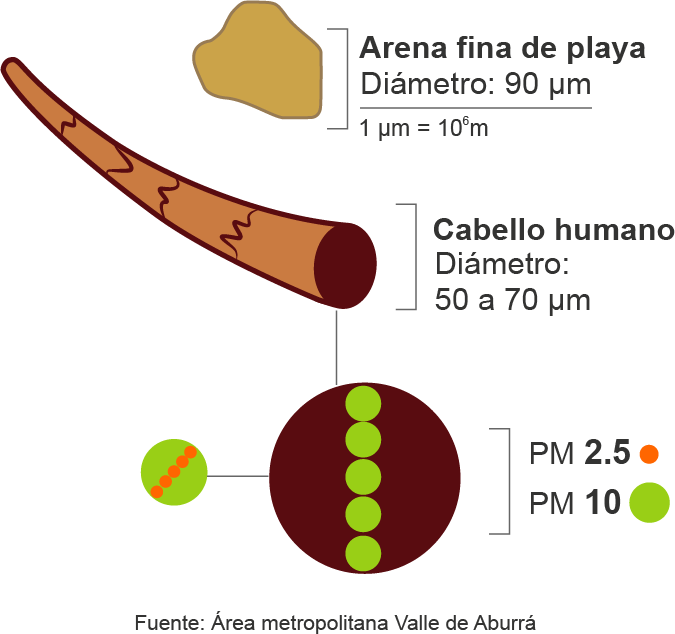 Arena fina de playa
Diámetro: 90 µm
1 µm = 10⁶m
Cabello humano
Diámetro:
50 a 70 µm
PM 2.5
PM 10
Fuente: Área metropolitana Valle de Aburrá